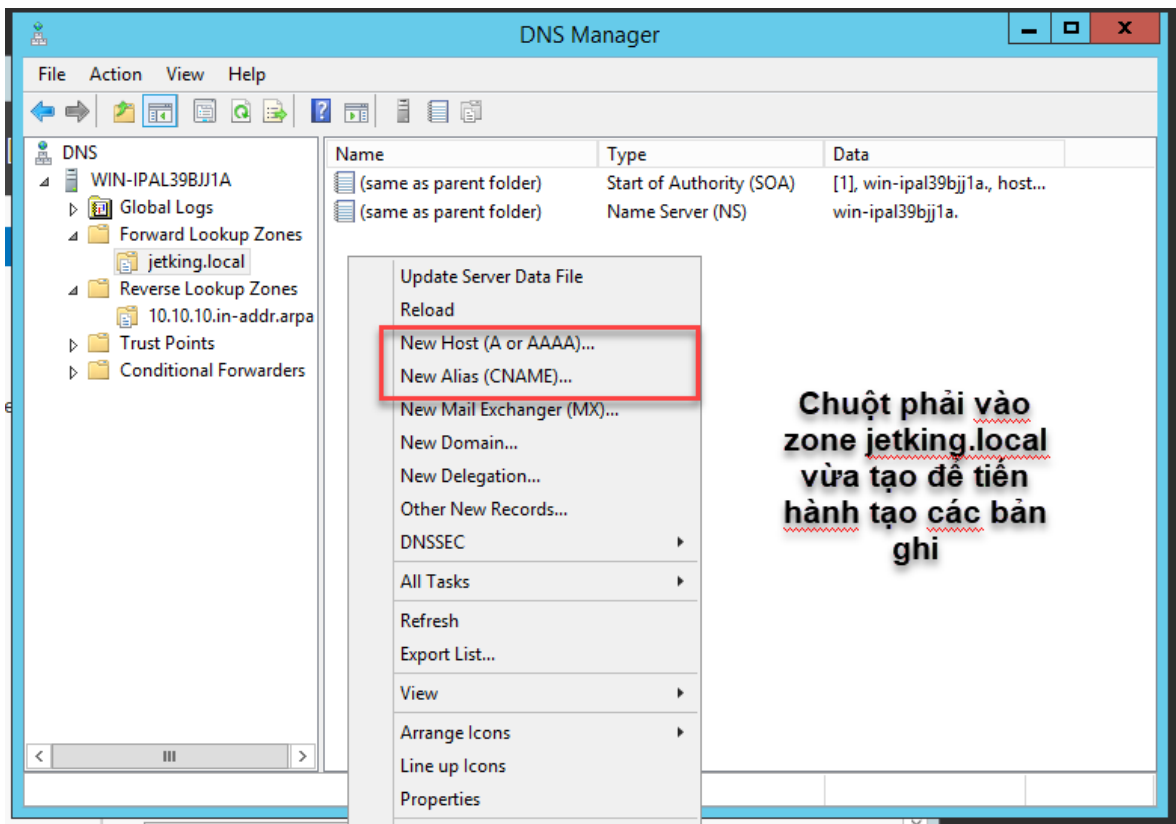 DNS Manager
File Action View Help
DNS
WIN-IPAL39BJJ1A
Global Logs
Forward Lookup Zones
jetking.local
Reverse Lookup Zones
10.10.10.in-addr.arpa
Trust Points
Conditional Forwarders
Name Type Data
(same as parent folder) Start of Authority (SOA) [1], win-ipal39bjj1a., host...
(same as parent folder) Name Server (NS) win-ipal39bjj1a.
Update Server Data File
Reload
New Host (A or AAAA)...
New Alias (CNAME)...
New Mail Exchanger (MX)...
New Domain...
New Delegation...
Other New Records...
DNSSEC
All Tasks
Refresh
Export List...
View
Arrange Icons
Line up Icons
Properties
Chuột phải vào
zone jetking.local
vừa tạo để tiến
hành tạo các bản
ghi